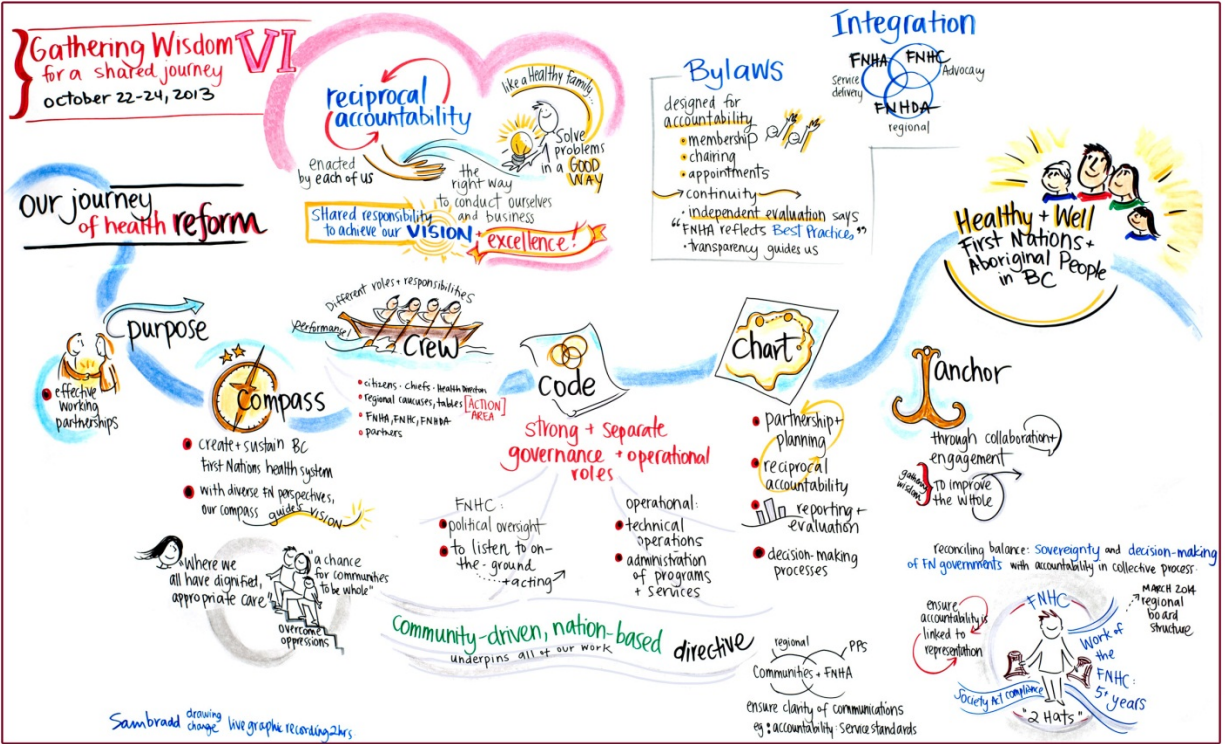 Gathering Wisdom VI
for a shared journey
october 22-24, 2013
our journey
of health reform
reciprocal
accountability
enacted
by each of us
like a Healthy family...
Solve
problems
in a GOOD
WAY
the
right way
to conduct ourselves
and business
Shared responsibility
to achieve our VISION +
excellence!
Bylaws
designed for
accountability
• membership
• chairing
• appointments
continuity
• independent evaluation says
"FNHA reflects Best Practices"
• transparency guides us
Integration
FNHA
FNHC
Service
delivery
Advocacy
FNHDA
regional
Healthy + Well
First Nations +
Aboriginal People
in BC
purpose
• effective
working
partnerships
compass
• create + sustain BC
First Nations health system
• with diverse FN perspectives,
our compass guides VISION
Different roles + responsibilities
performance!
Crew
• citizens · chiefs · Health Directors
• regional caucuses, tables [ACTION
AREA]
• FNHA, FNHC, FNHDA
• partners
Code
strong + separate
governance + operational
roles
FNHC:
• political oversight
• to listen to on-
the-ground
+ acting
operational:
• technical
operations
• administration
of programs
+ services
Chart
• partnership +
planning
• reciprocal
accountability
• reporting +
evaluation
• decision-making
processes
anchor
through collaboration +
engagement
gathering
wisdom
to improve
the whole
"Where we
all have dignified,
appropriate care"
"a chance
for communities
to be whole"
overcome
oppressions
community-driven, nation-based directive
underpins all of our work
regional
PPS
Communities + FNHA
ensure clarity of communications
eg: accountability: service standards
reconciling balance: sovereignty and decision-making
of FN governments with accountability in collective process.
ensure
accountability is
linked to
representation
FNHC
MARCH 2014
regional
board
structure
Work of
the
FNHC:
5+ years
Society Act compliance
"2 Hats"
Sambradd drawing change live graphic recording 2hrs